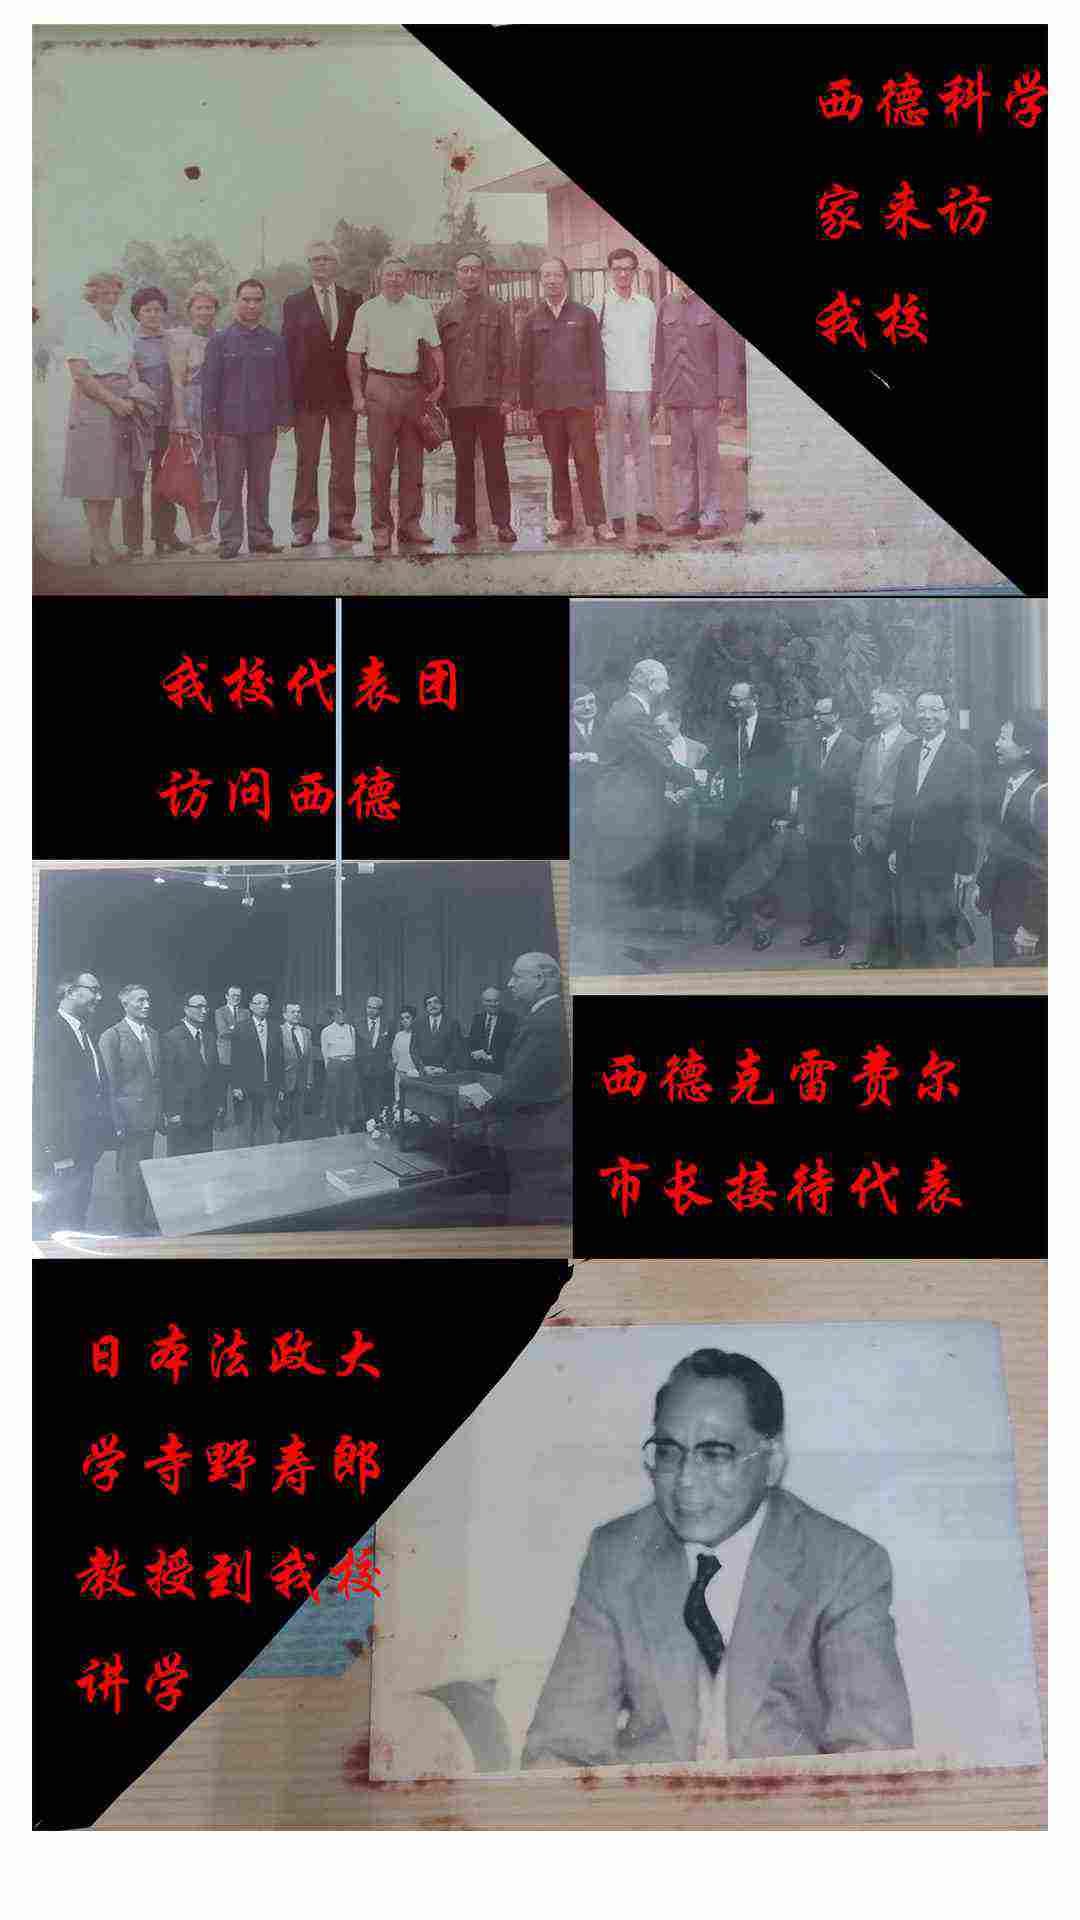 西德科学
家来访
我校
我校代表团
访问西德
西德克雷费尔
市长接待代表
日本法政大
学寺野寿郎
教授到我校
讲学